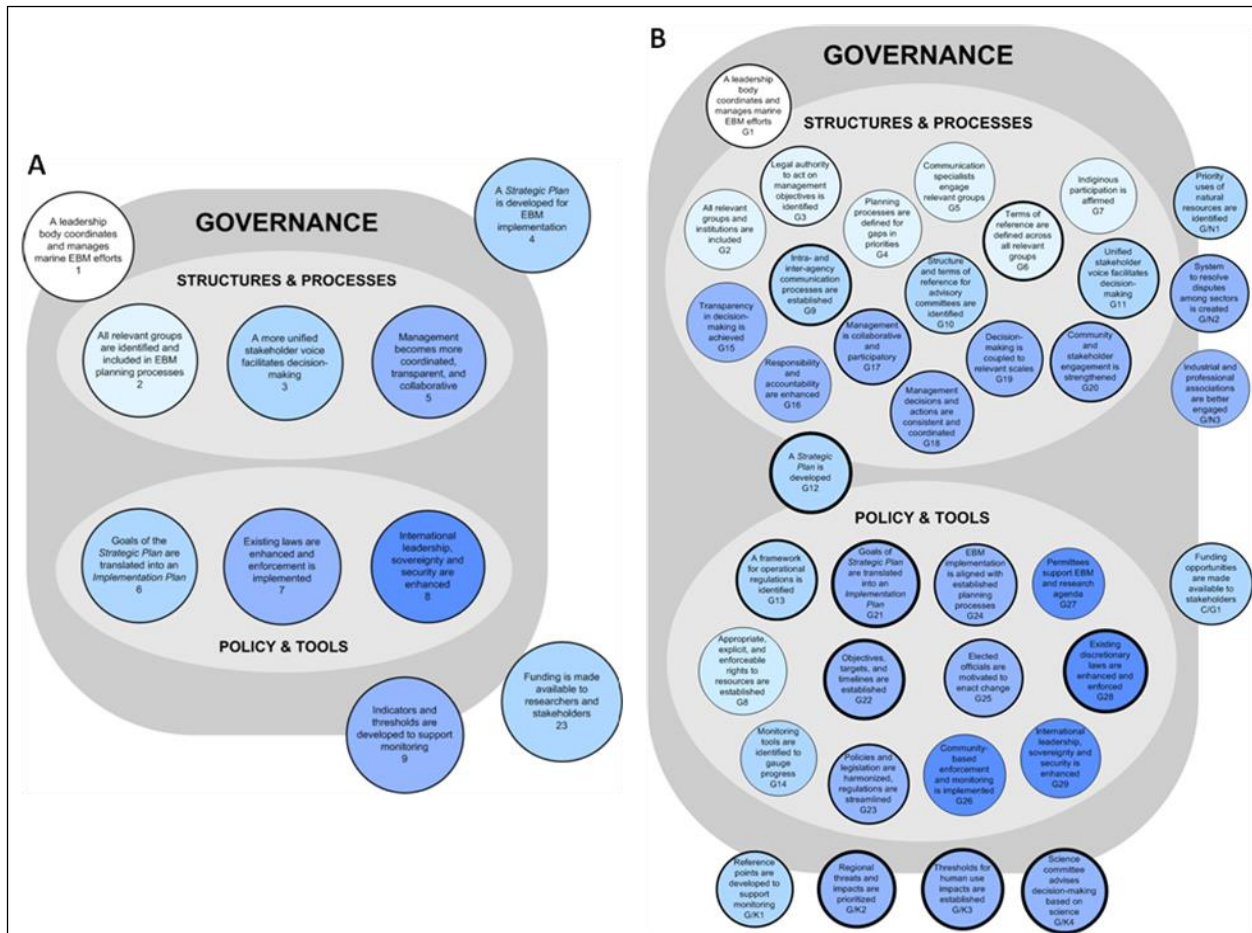 A
GOVERNANCE
A leadership
body coordinates
and manages
marine EBM efforts
1
A Strategic Plan
is developed for
EBM
implementation
4
STRUCTURES & PROCESSES
All relevant groups
are identified and
included in EBM
planning processes
2
A more unified
stakeholder voice
facilitates decision-
making
3
Management
becomes more
coordinated,
transparent, and
collaborative
5
Goals of the
Strategic Plan are
translated into an
Implementation Plan
6
Existing laws are
enhanced and
enforcement is
implemented
7
International
leadership,
sovereignty and
security are
enhanced
8
POLICY & TOOLS
Indicators and
thresholds are
developed to support
monitoring
9
Funding is made
available to
researchers and
stakeholders
23
B
GOVERNANCE
A leadership
body
coordinates and
manages marine
EBM efforts
G1
STRUCTURES & PROCESSES
All relevant
groups and
institutions are
included
G2
Legal authority
to act on
management
objectives is
identified
G3
Planning
processes are
defined for
gaps in
priorities
G4
Communication
specialists
engage relevant
groups
G5
Terms of
reference are
defined across
all relevant
groups
G6
Indiginous
participation is
affirmed
G7
Priority
uses of
natural
resources are
identified
G/N1
Intra- and
inter-agency
communication
processes are
established
G9
Structure
and terms of
reference for
advisory
committees are
identified
G10
Unified
stakeholder
voice facilitates
decision-
making
G11
System
to resolve
disputes
among sectors
is created
G/N2
Transparency
in decision-
making is
achieved
G15
Responsibility
and
accountability
are enhanced
G16
Management
is collaborative
and
participatory
G17
Management
decisions and
actions are
consistent and
coordinated
G18
Decision-
making is
coupled to
relevant scales
G19
Community
and
stakeholder
engagement is
strengthened
G20
Industrial and
professional
associations
are better
engaged
G/N3
A Strategic
Plan is
developed
G12
POLICY & TOOLS
A framework
for operational
regulations is
identified
G13
Goals of
Strategic Plan
are translated
into an
Implementation
Plan
G21
EBM
implementation
is aligned with
established
planning
processes
G24
Permittees
support EBM
and research
agenda
G27
Funding
opportunities
are made
available to
stakeholders
C/G1
Appropriate,
explicit, and
enforceable
rights to
resources are
established
G8
Objectives,
targets, and
timelines are
established
G22
Elected
officials are
motivated to
enact change
G25
Existing
discretionary
laws are
enhanced and
enforced
G28
Monitoring
tools are
identified to
gauge
progress
G14
Policies and
legislation are
harmonized,
regulations are
streamlined
G23
Community-
based
enforcement
and monitoring
is implemented
G26
International
leadership,
sovereignty and
security is
enhanced
G29
Reference
points are
developed to
support
monitoring
G/K1
Regional
threats and
impacts are
prioritized
G/K2
Thresholds for
human use
impacts are
established
G/K3
Science
committee
advises
decision-making
based on
science
G/K4